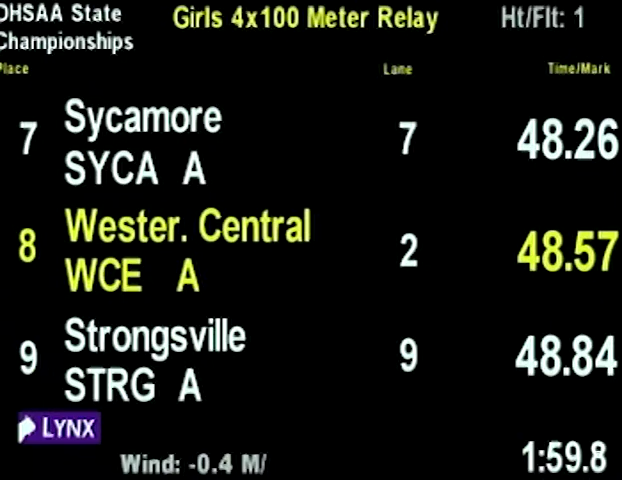 OHSAA State Girls 4x100 Meter Relay Ht/Flt: 1
Championships
Place Lane Time/Mark
7 Sycamore 7 48.26
SYCA A
8 Wester. Central 2 48.57
WCE A
9 Strongsville 9 48.84
STRG A
LYNX
Wind: -0.4 M/ 1:59.8